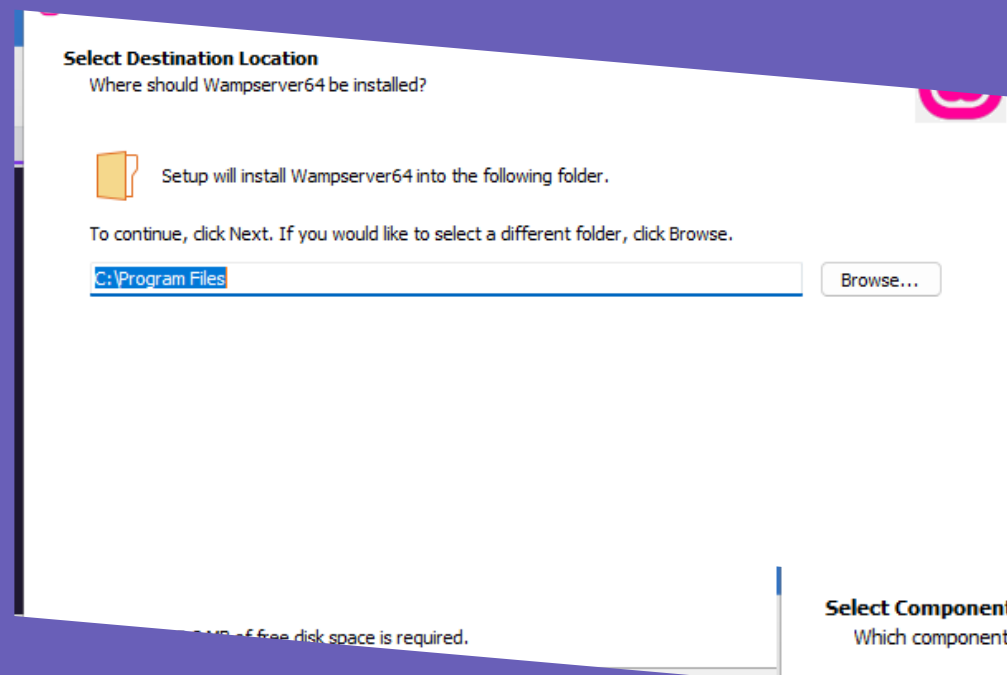 Select Destination Location
Where should Wampserver64 be installed?
Setup will install Wampserver64 into the following folder.
To continue, click Next. If you would like to select a different folder, click Browse.
C:\Program Files
Browse...
of free disk space is required.
Select Component
Which component